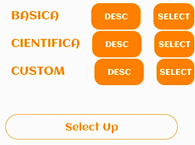 BASICA DESC SELECT
CIENTIFICA DESC SELECT
CUSTOM DESC SELECT
Select Up